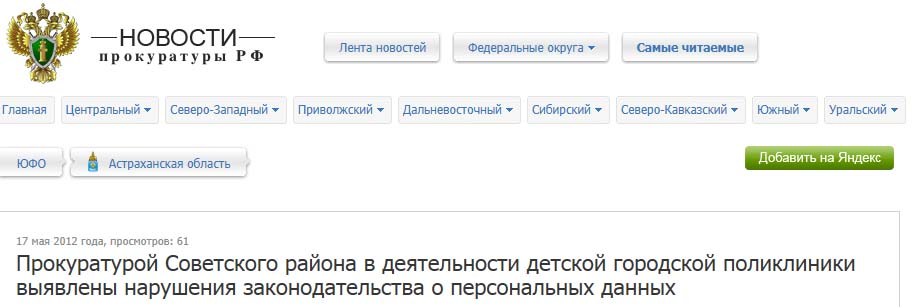 НОВОСТИ
прокуратуры РФ
Лента новостей
Федеральные округа
Самые читаемые
Главная
Центральный
Северо-Западный
Приволжский
Дальневосточный
Сибирский
Северо-Кавказский
Южный
Уральский
ЮФО
Астраханская область
Добавить на Яндекс
17 мая 2012 года, просмотров: 61
Прокуратурой Советского района в деятельности детской городской поликлиники
выявлены нарушения законодательства о персональных данных